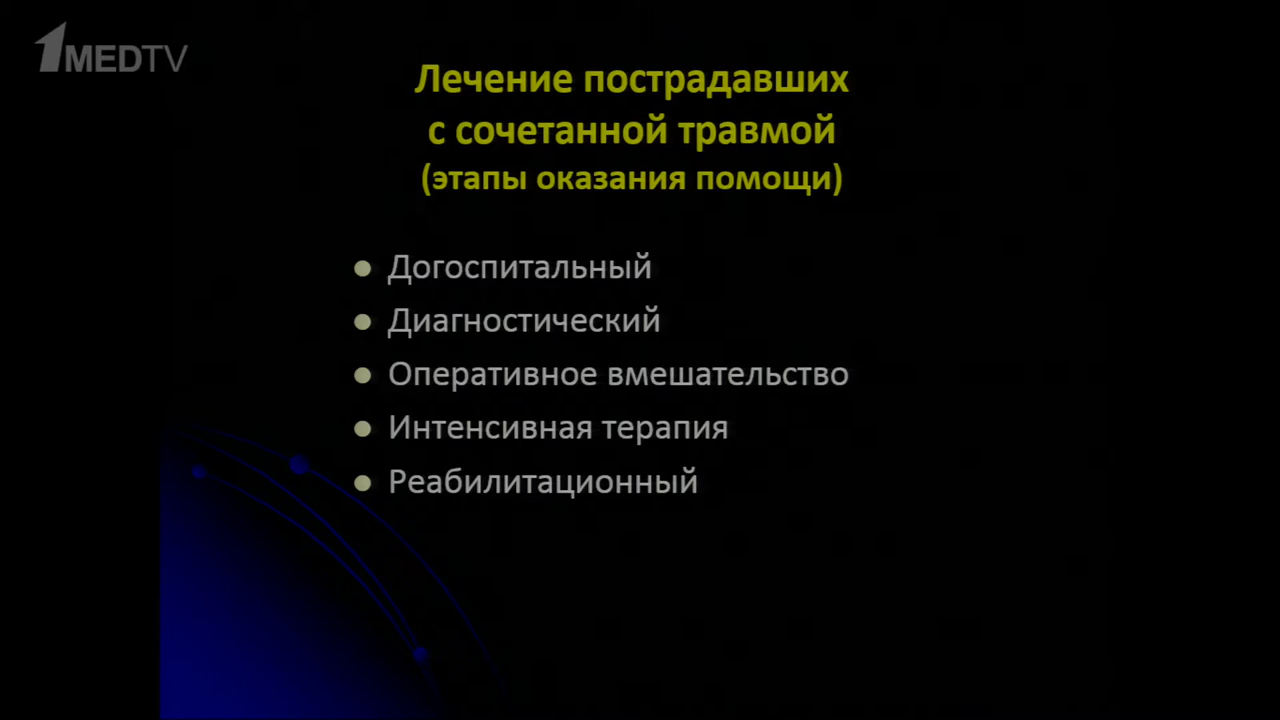 1MEDTV
Лечение пострадавших
с сочетанной травмой
(этапы оказания помощи)
Догоспитальный
Диагностический
Оперативное вмешательство
Интенсивная терапия
Реабилитационный